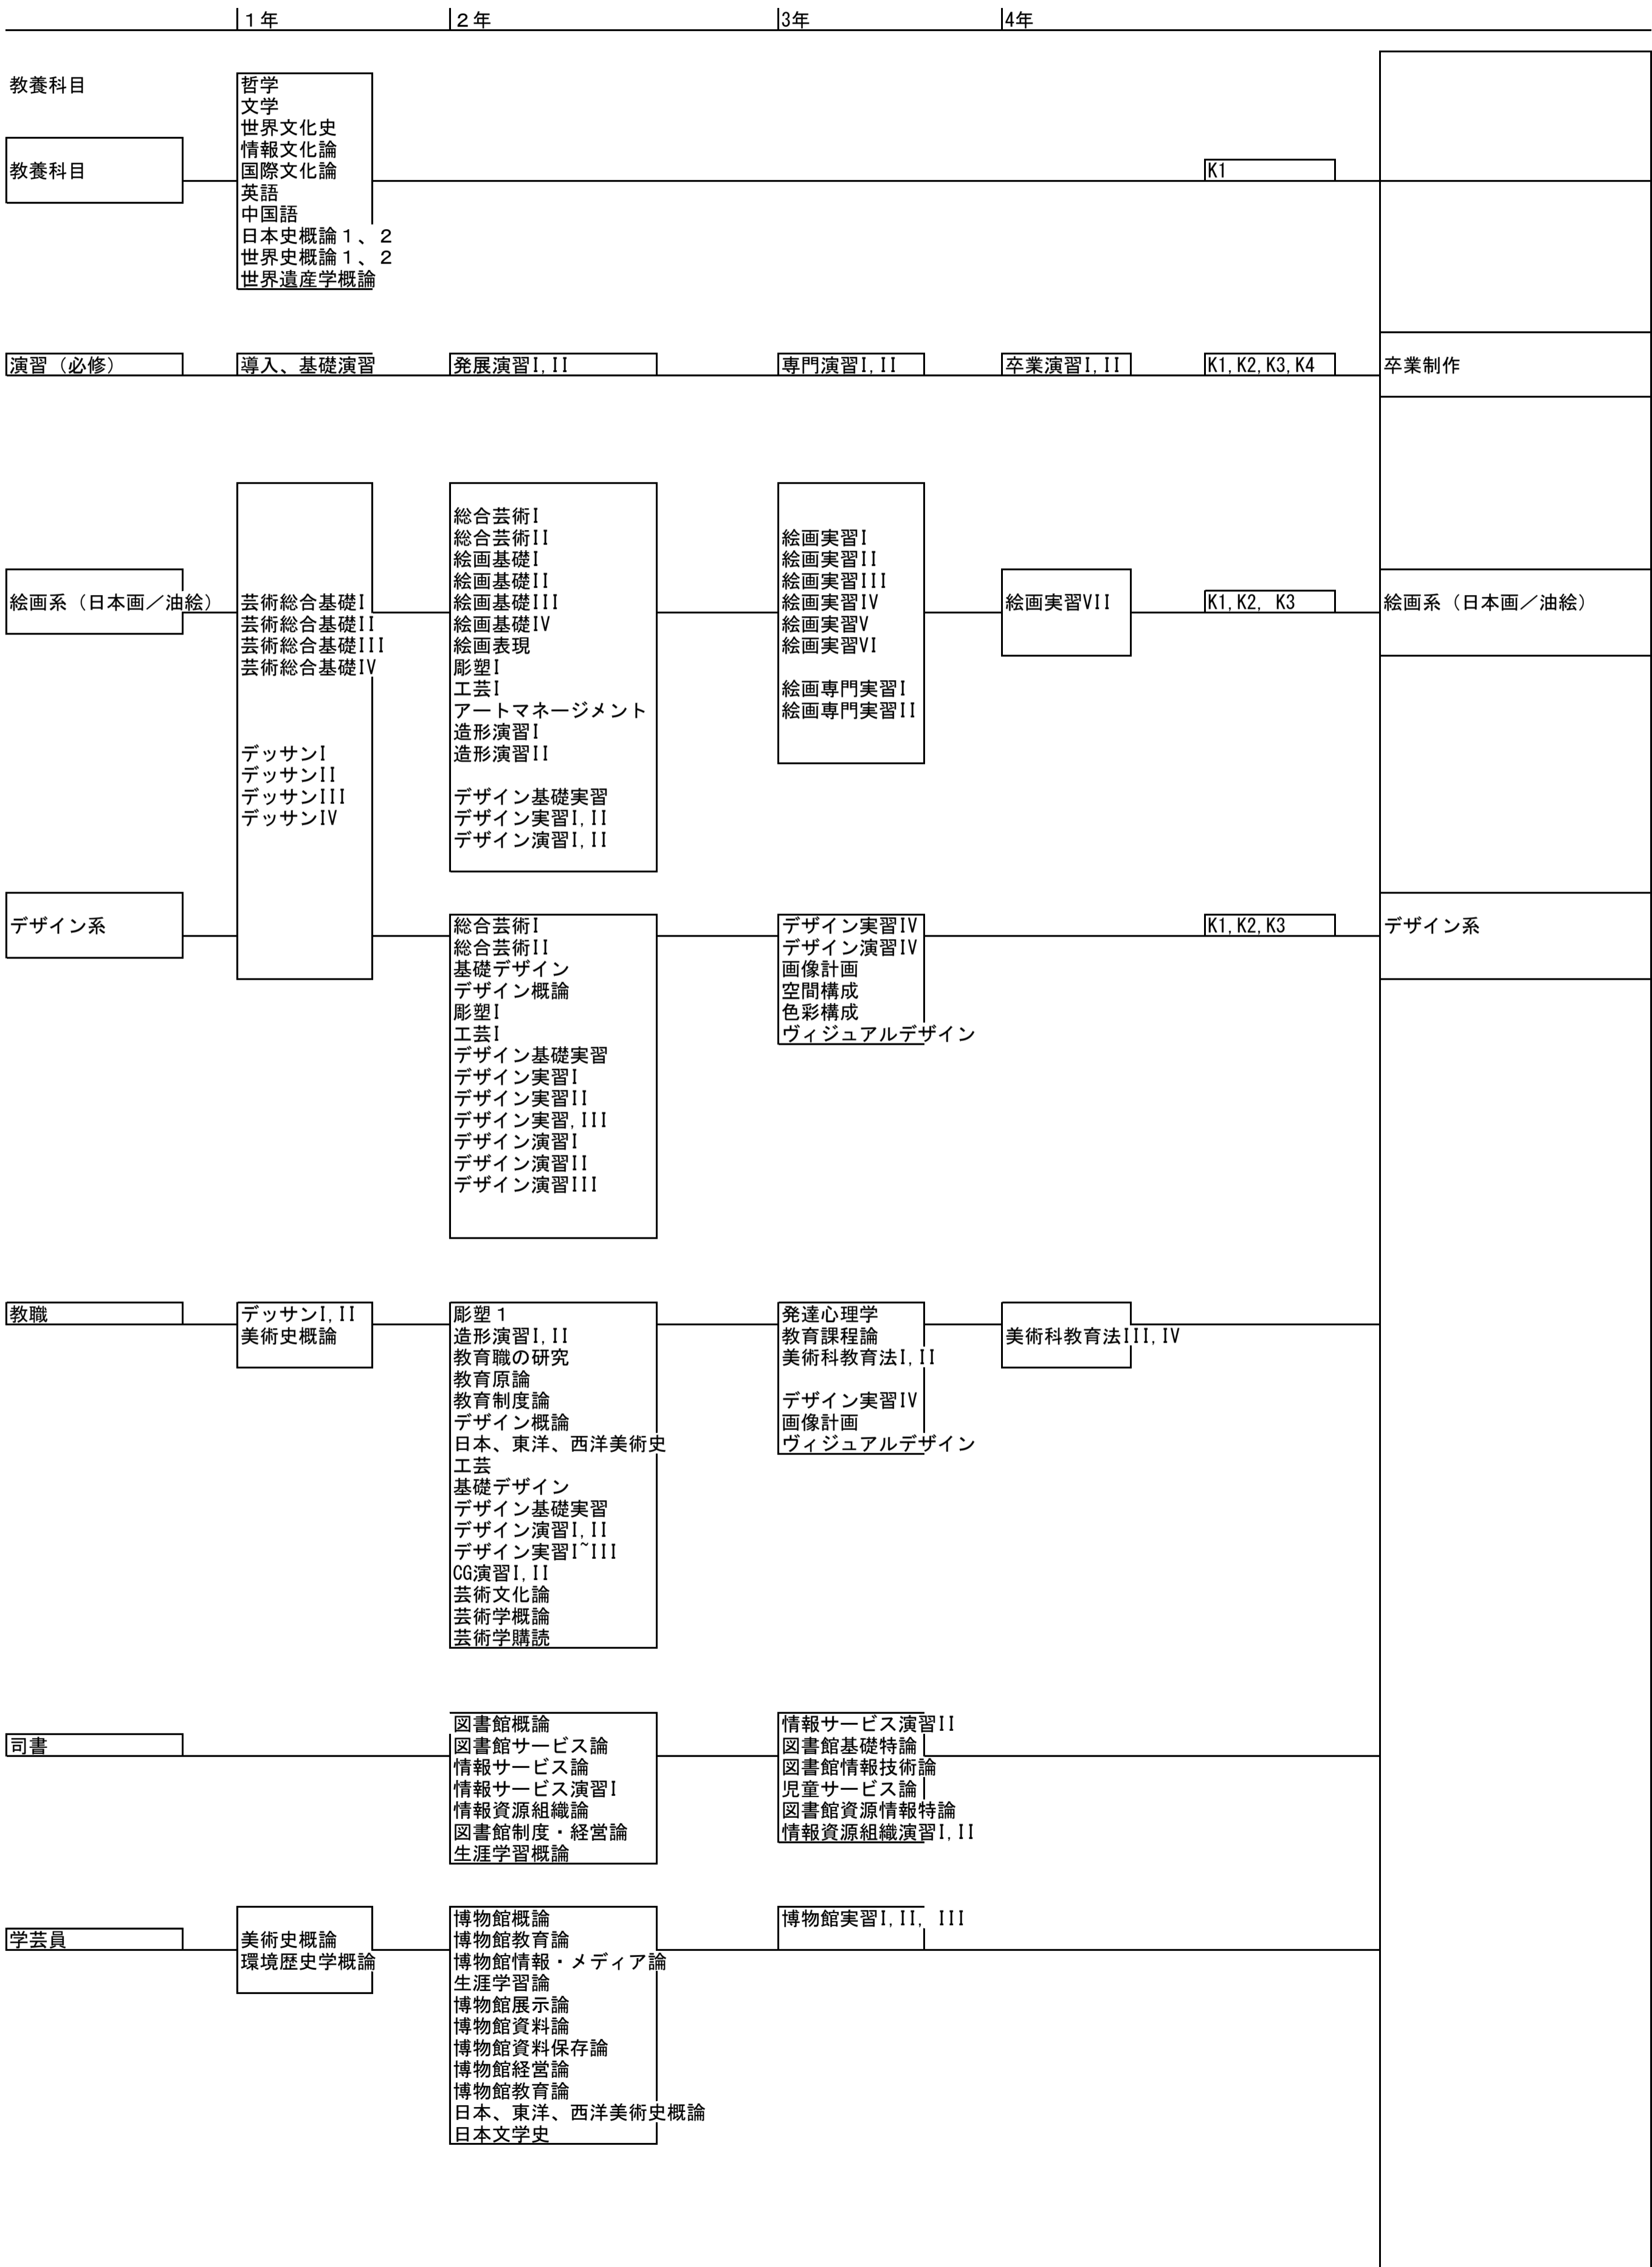 １年
２年
3年
4年
教養科目
教養科目
哲学
文学
世界文化史
情報文化論
国際文化論
英語
中国語
日本史概論１、２
世界史概論１、２
世界遺産学概論
K1
演習（必修）
導入、基礎演習
発展演習I,II
専門演習I,II
卒業演習I,II
K1,K2,K3,K4
卒業制作
絵画系（日本画／油絵）
芸術総合基礎I
芸術総合基礎II
芸術総合基礎III
芸術総合基礎IV
デッサンI
デッサンII
デッサンIII
デッサンIV
総合芸術I
総合芸術II
絵画基礎I
絵画基礎II
絵画基礎III
絵画基礎IV
絵画表現
彫塑I
工芸I
アートマネージメント
造形演習I
造形演習II
デザイン基礎実習
デザイン実習I,II
デザイン演習I,II
絵画実習I
絵画実習II
絵画実習III
絵画実習IV
絵画実習V
絵画実習VI
絵画専門実習I
絵画専門実習II
絵画実習VII
K1,K2, K3
絵画系（日本画／油絵）
デザイン系
総合芸術I
総合芸術II
基礎デザイン
デザイン概論
彫塑I
工芸I
デザイン基礎実習
デザイン実習I
デザイン実習II
デザイン実習,III
デザイン演習I
デザイン演習II
デザイン演習III
デザイン実習IV
デザイン演習IV
画像計画
空間構成
色彩構成
ヴィジュアルデザイン
K1,K2,K3
デザイン系
教職
デッサンI,II
美術史概論
彫塑１
造形演習I,II
教育職の研究
教育原論
教育制度論
デザイン概論
日本、東洋、西洋美術史
工芸
基礎デザイン
デザイン基礎実習
デザイン演習I,II
デザイン実習I~III
CG演習I,II
芸術文化論
芸術学概論
芸術学購読
発達心理学
教育課程論
美術科教育法I,II
デザイン実習IV
画像計画
ヴィジュアルデザイン
美術科教育法III,IV
司書
図書館概論
図書館サービス論
情報サービス論
情報サービス演習I
情報資源組織論
図書館制度・経営論
生涯学習概論
情報サービス演習II
図書館基礎特論
図書館情報技術論
児童サービス論
図書館資源情報特論
情報資源組織演習I,II
学芸員
美術史概論
環境歴史学概論
博物館概論
博物館教育論
博物館情報・メディア論
生涯学習論
博物館展示論
博物館資料論
博物館資料保存論
博物館経営論
博物館教育論
日本、東洋、西洋美術史概論
日本文学史
博物館実習I,II, III